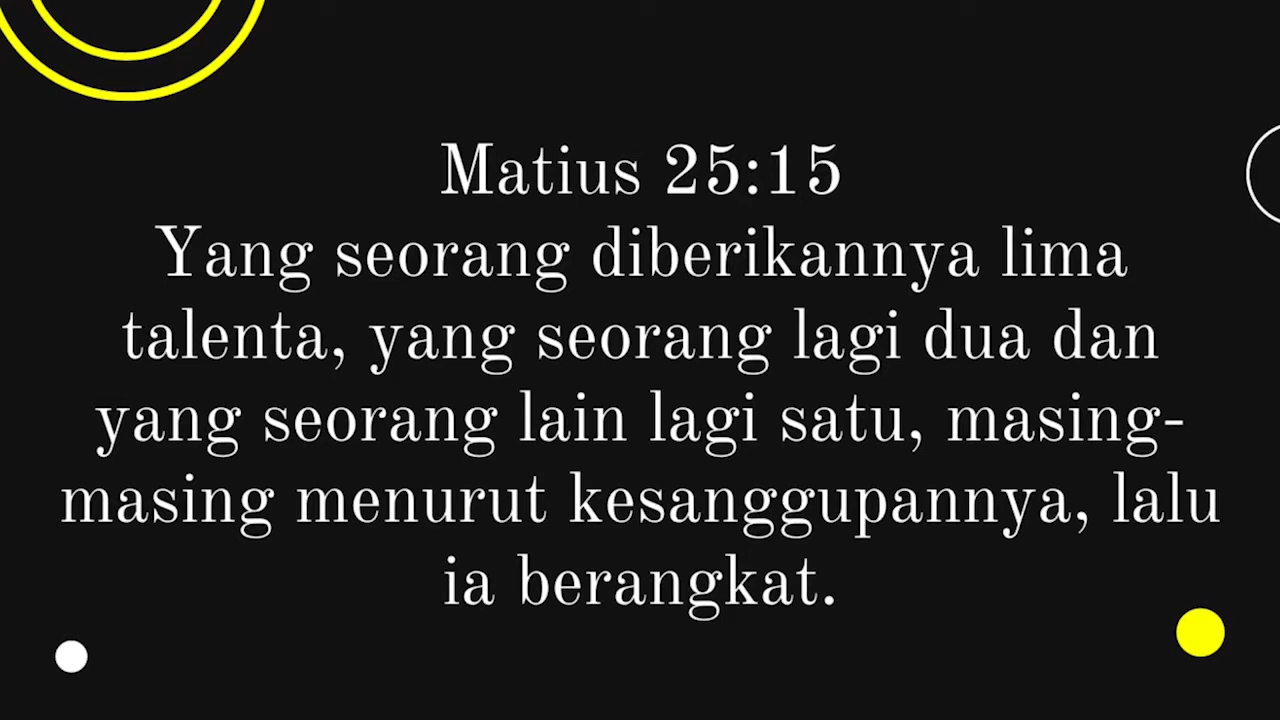 Matius 25:15
Yang seorang diberikannya lima
talenta, yang seorang lagi dua dan
yang seorang lain lagi satu, masing-
masing menurut kesanggupannya, lalu
ia berangkat.